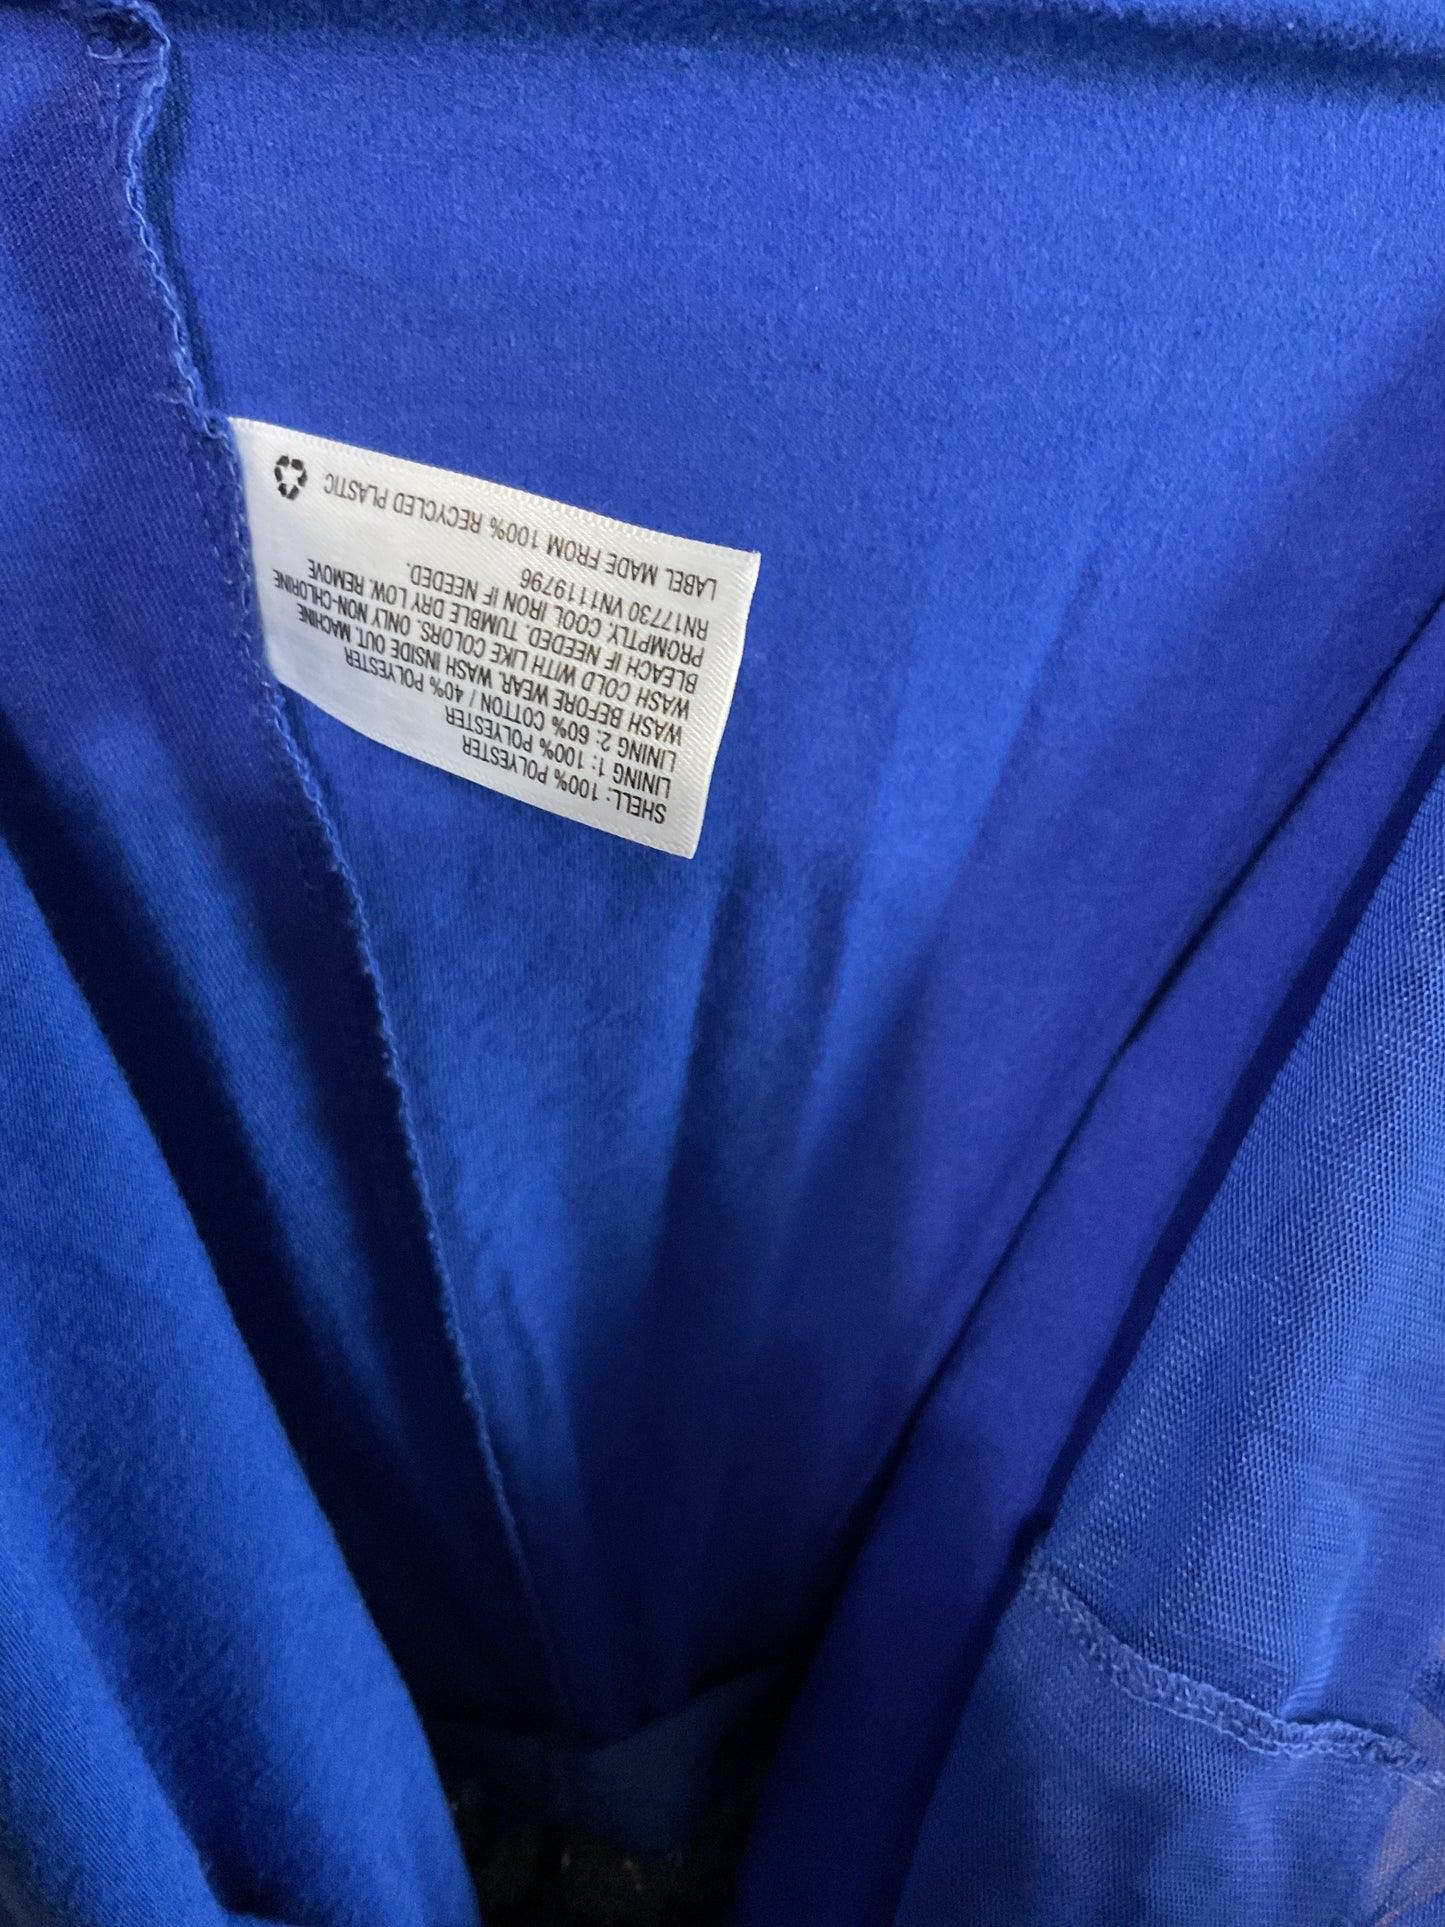 SHELL: 100% POLYESTER
LINING 1: 100% POLYESTER
LINING 2: 60% COTTON / 40% POLYESTER
WASH BEFORE WEAR. WASH INSIDE OUT. MACHINE
WASH COLD WITH LIKE COLORS. ONLY NON-CHLORINE
BLEACH IF NEEDED. TUMBLE DRY LOW. REMOVE
PROMPTLY. COOL IRON IF NEEDED.
RN17730 VN1119796
LABEL MADE FROM 100% RECYCLED PLASTIC